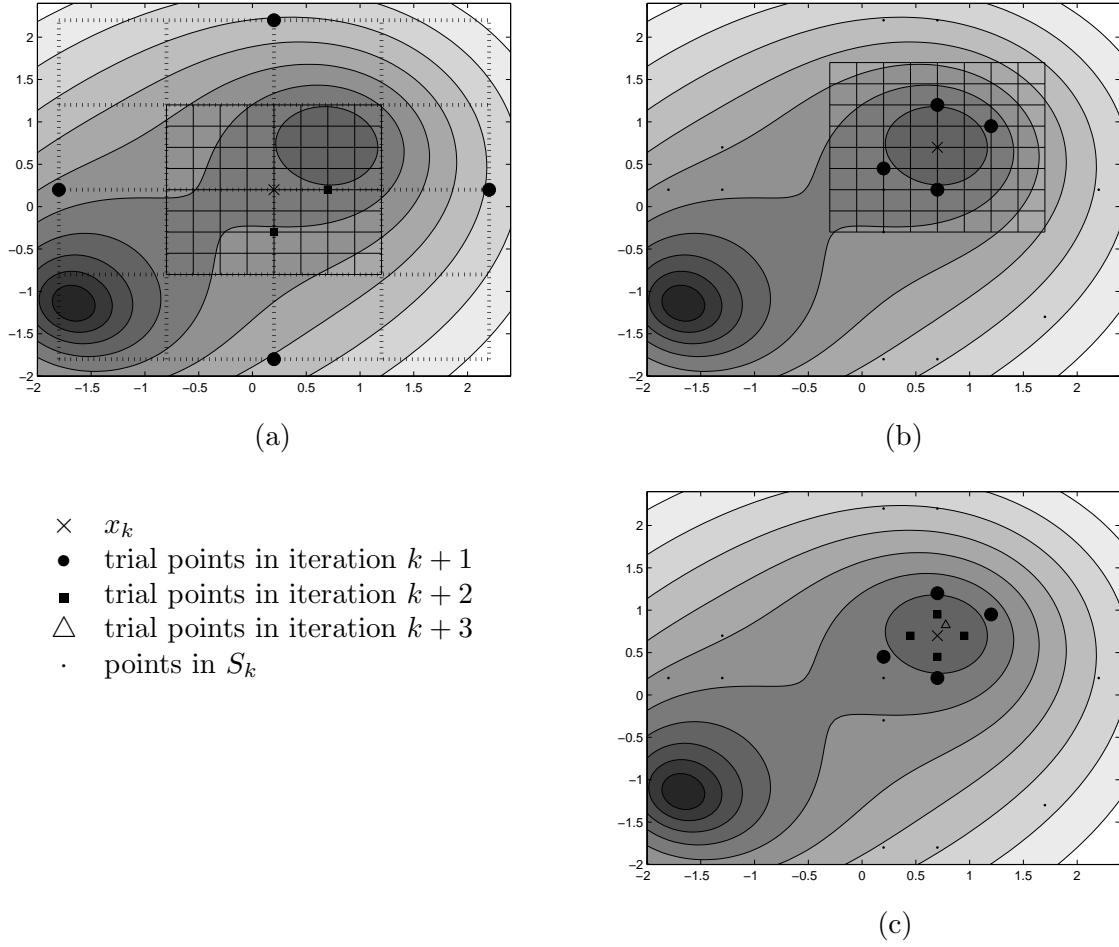 2
1.5
1
0.5
0
−0.5
−1
−1.5
−2
−2 −1.5 −1 −0.5 0 0.5 1 1.5 2
(a)
2
1.5
1
0.5
0
−0.5
−1
−1.5
−2
−2 −1.5 −1 −0.5 0 0.5 1 1.5 2
(b)
× x_k
● trial points in iteration k + 1
■ trial points in iteration k + 2
△ trial points in iteration k + 3
· points in S_k
2
1.5
1
0.5
0
−0.5
−1
−1.5
−2
−2 −1.5 −1 −0.5 0 0.5 1 1.5 2
(c)